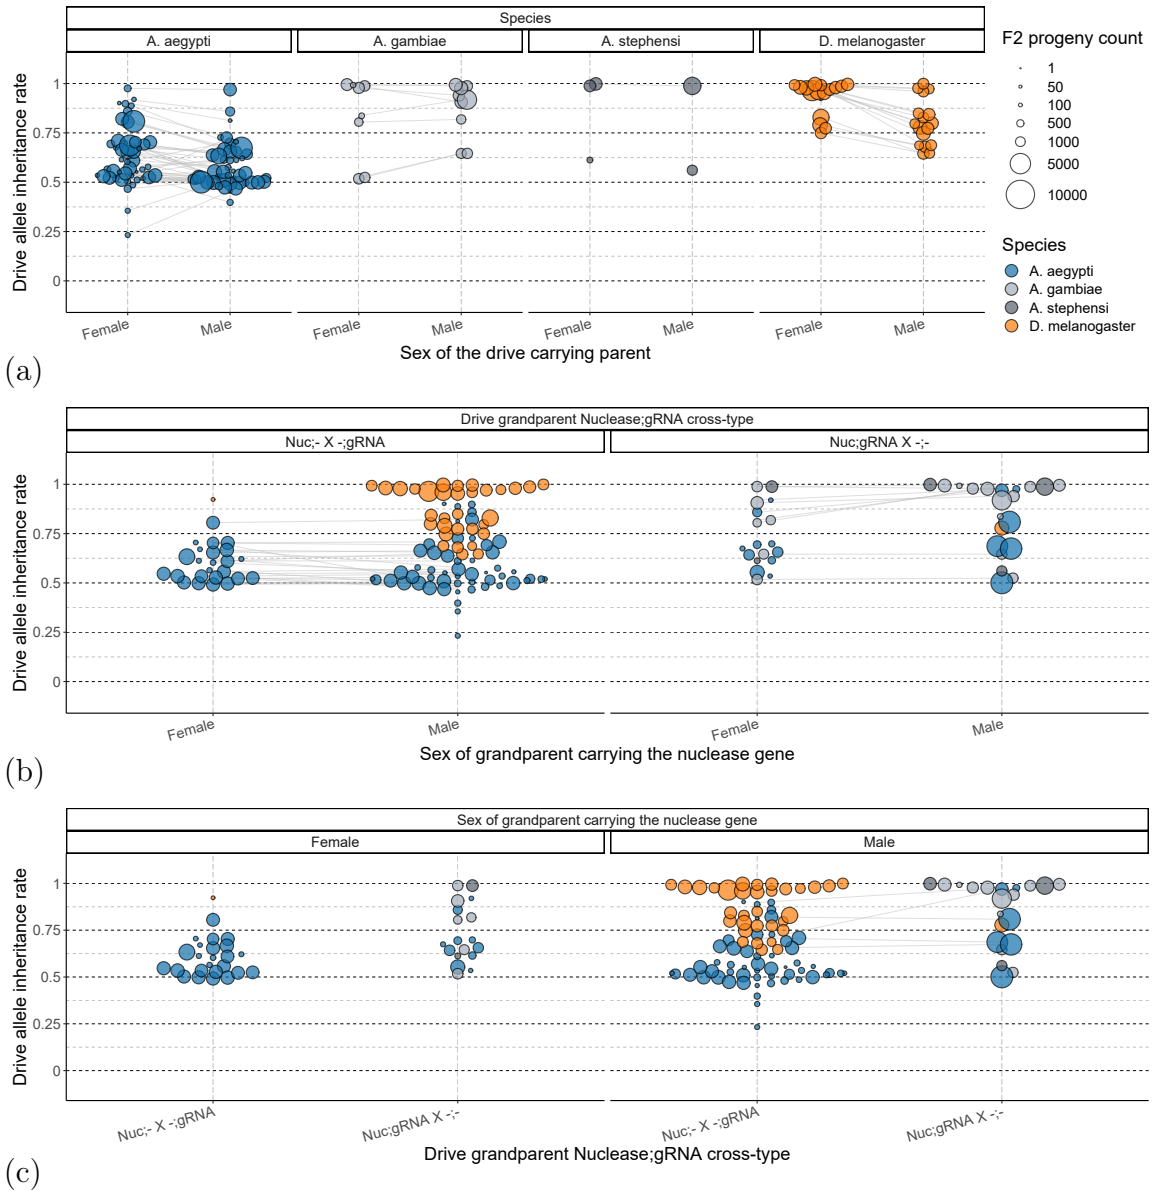 Species
A. aegypti
A. gambiae
A. stephensi
D. melanogaster
Drive allele inheritance rate
1
0.75
0.5
0.25
0
Female
Male
Female
Male
Female
Male
Female
Male
Sex of the drive carrying parent
F2 progeny count
1
50
100
500
1000
5000
10000
Species
A. aegypti
A. gambiae
A. stephensi
D. melanogaster
(a)
Drive grandparent Nuclease;gRNA cross-type
Nuc;- X -;gRNA
Nuc;gRNA X -;-
Drive allele inheritance rate
1
0.75
0.5
0.25
0
Female
Male
Female
Male
Sex of grandparent carrying the nuclease gene
(b)
Sex of grandparent carrying the nuclease gene
Female
Male
Drive allele inheritance rate
1
0.75
0.5
0.25
0
Nuc;- X -;gRNA
Nuc;gRNA X -;-
Nuc;- X -;gRNA
Nuc;gRNA X -;-
Drive grandparent Nuclease;gRNA cross-type
(c)